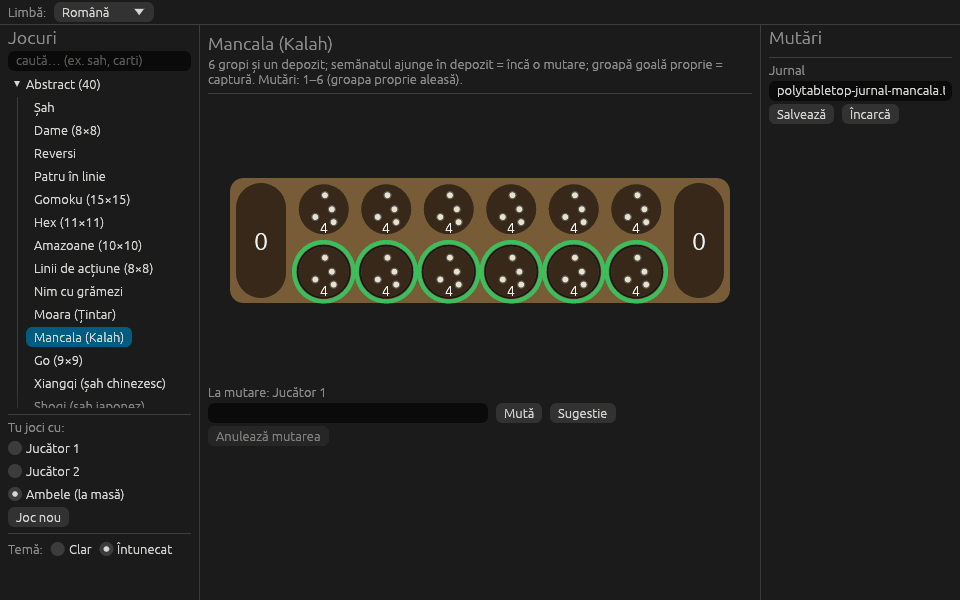 Limbă: Română
Jocuri
caută... (ex. sah, carti)
Abstract (40)
Șah
Dame (8×8)
Reversi
Patru în linie
Gomoku (15×15)
Hex (11×11)
Amazoane (10×10)
Linii de acțiune (8×8)
Nim cu grămezi
Moara (Țintar)
Mancala (Kalah)
Go (9×9)
Xiangqi (șah chinezesc)
Shogi (șah japonez)
Tu joci cu:
Jucător 1
Jucător 2
Ambele (la masă)
Joc nou
Temă: Clar Întunecat
Mancala (Kalah)
6 gropi și un depozit; semănatul ajunge în depozit = încă o mutare; groapă goală proprie =
captură. Mutări: 1–6 (groapa proprie aleasă).
4 4 4 4 4 4
0 0
4 4 4 4 4 4
La mutare: Jucător 1
Mută Sugestie
Anulează mutarea
Mutări
Jurnal
polytabletop-jurnal-mancala.t
Salvează Încarcă